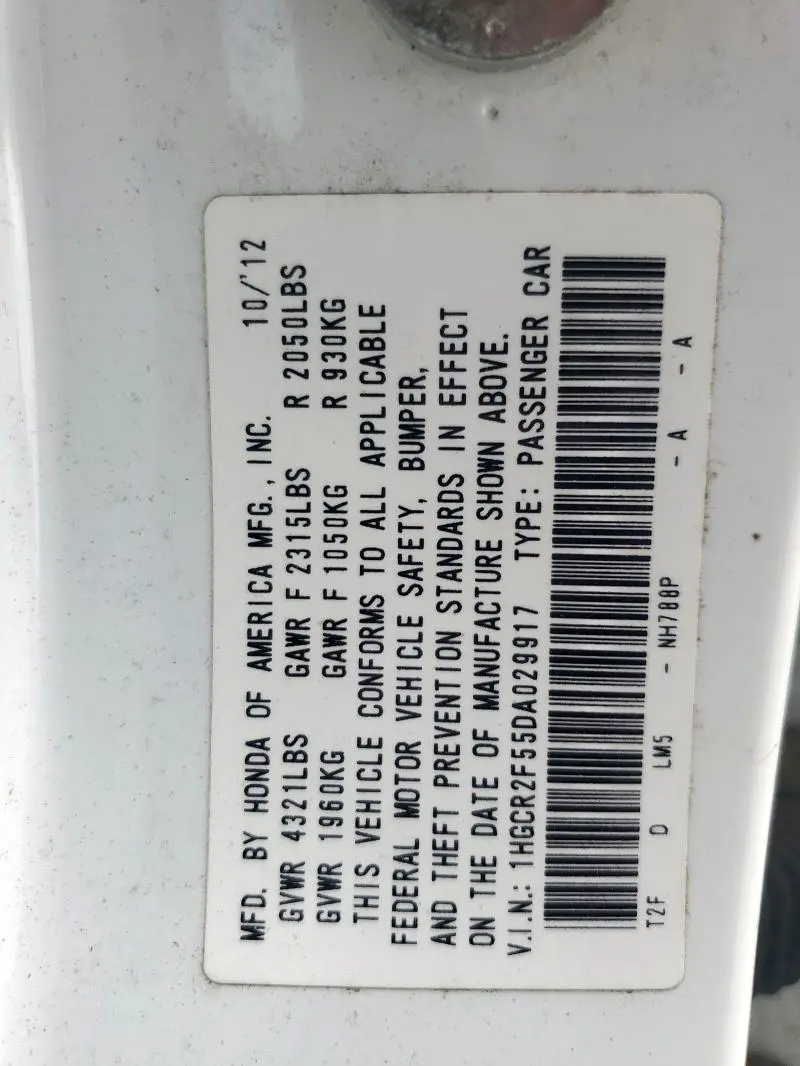 MFD. BY HONDA OF AMERICA MFG., INC. 10/'12
GVWR 4321LBS GAWR F 2315LBS R 2050LBS
GVWR 1960KG GAWR F 1050KG R 930KG
THIS VEHICLE CONFORMS TO ALL APPLICABLE
FEDERAL MOTOR VEHICLE SAFETY, BUMPER,
AND THEFT PREVENTION STANDARDS IN EFFECT
ON THE DATE OF MANUFACTURE SHOWN ABOVE.
V.I.N.: 1HGCR2F55DA029917 TYPE: PASSENGER CAR
T2F D LM5 - NH788P - A - A